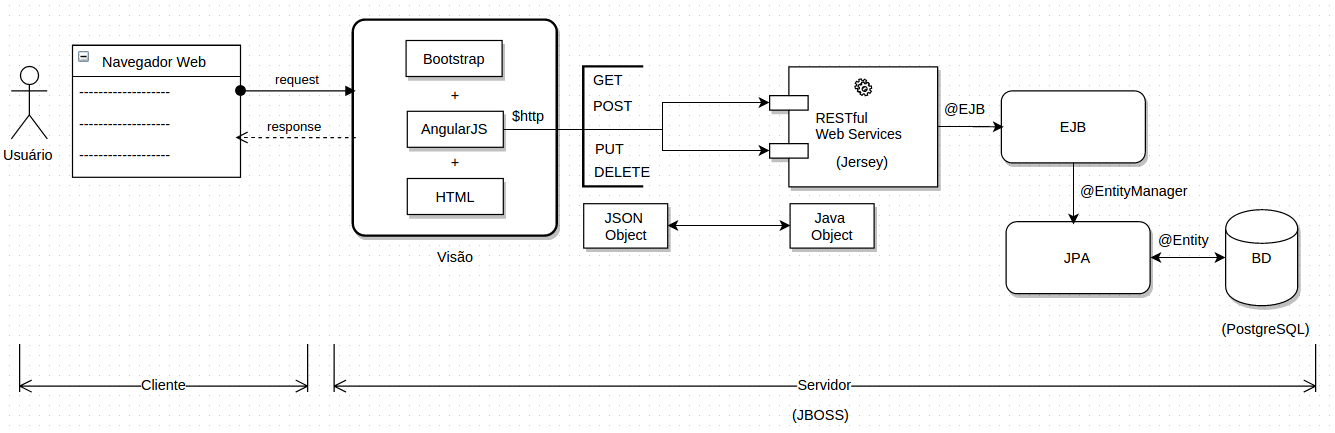 Usuário
Navegador Web
-------------------
-------------------
-------------------
request
response
Bootstrap
+
AngularJS
+
HTML
Visão
$http
GET
POST
PUT
DELETE
JSON
Object
Java
Object
RESTful
Web Services
(Jersey)
@EJB
EJB
@EntityManager
JPA
@Entity
BD
(PostgreSQL)
Cliente
Servidor
(JBOSS)